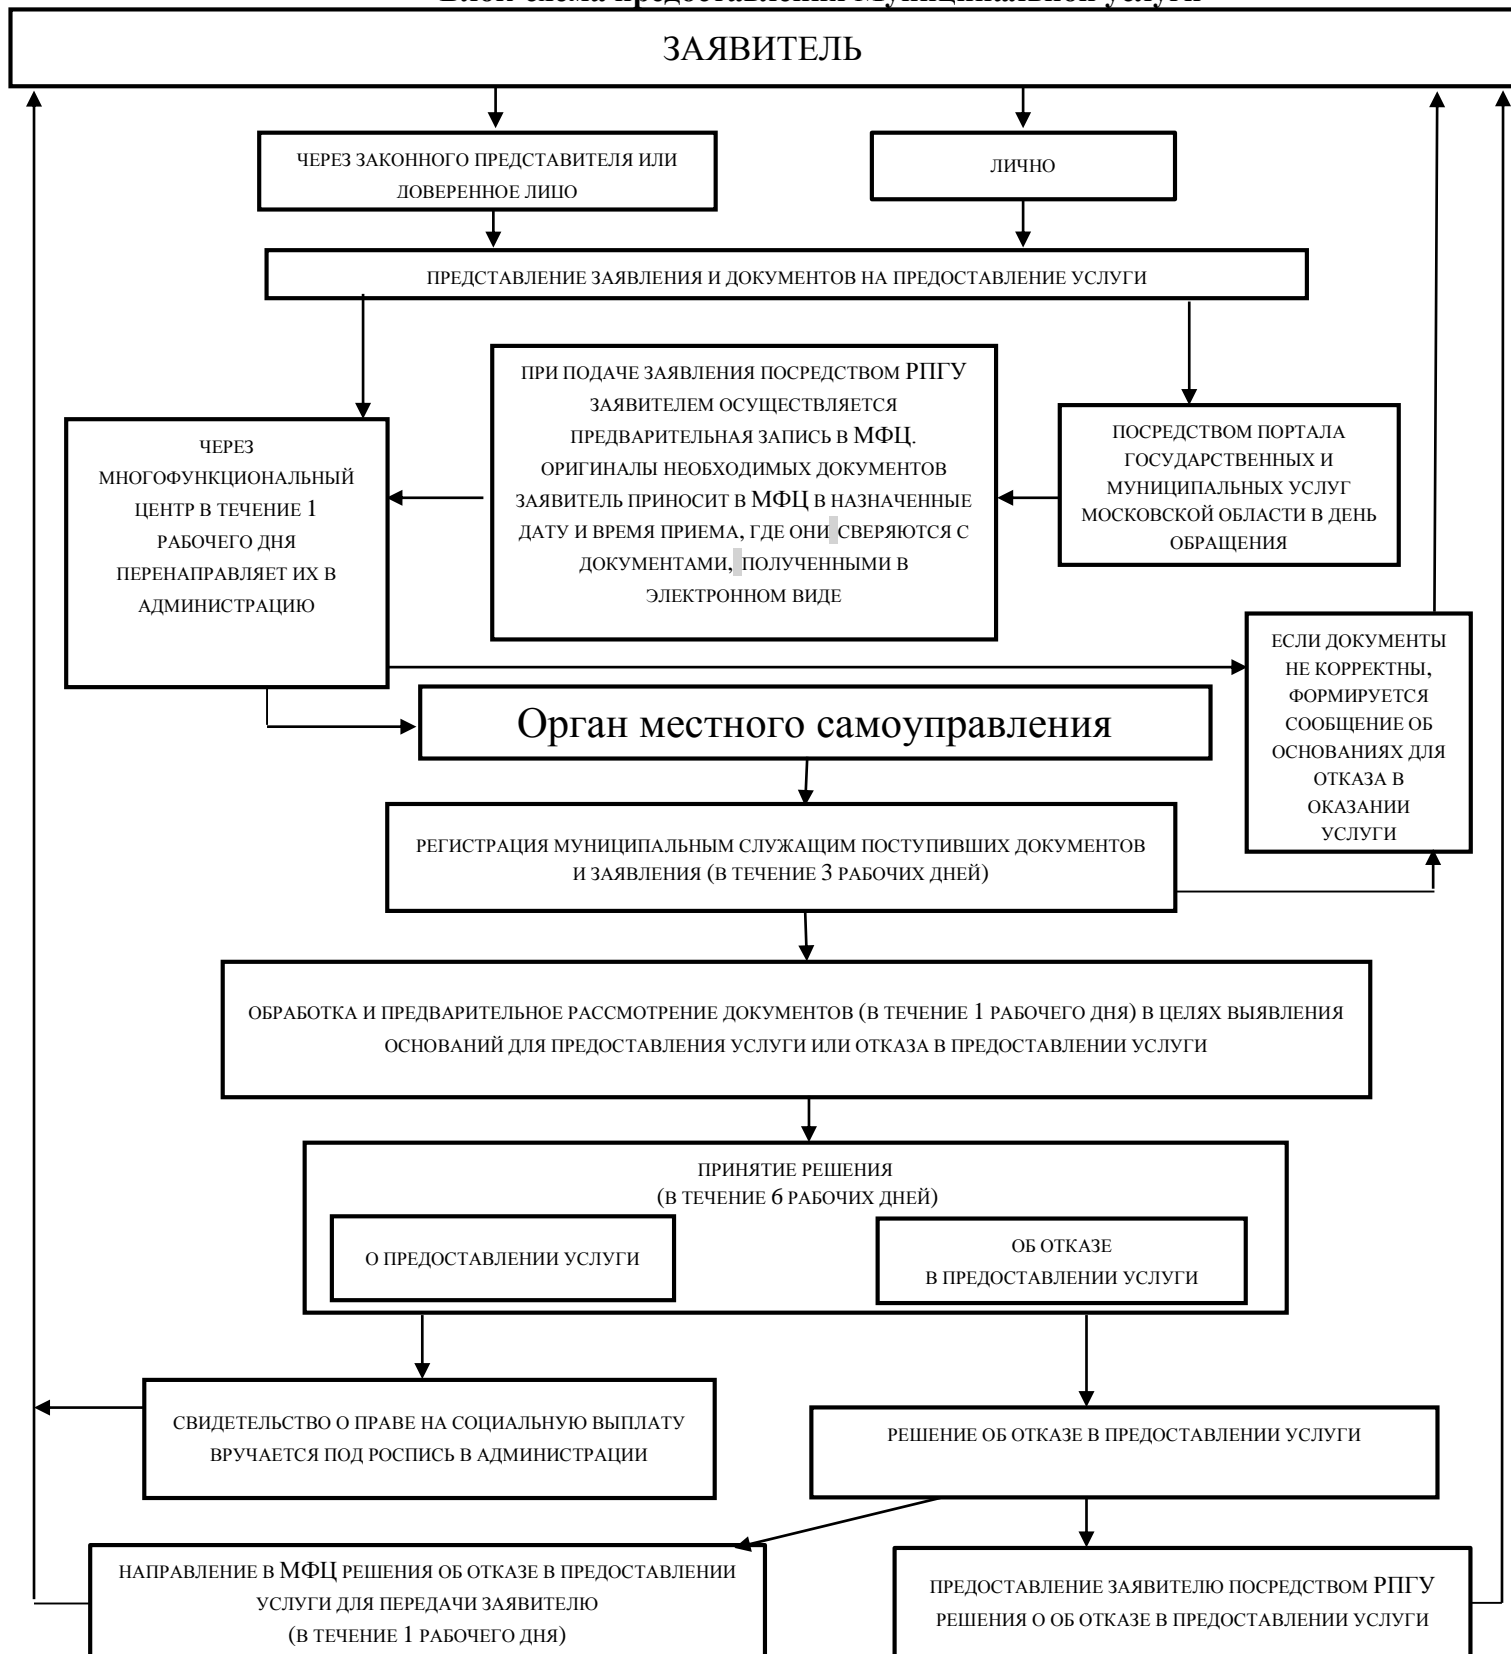 Блок-схема предоставления Муниципальной услуги
ЗАЯВИТЕЛЬ
ЧЕРЕЗ ЗАКОННОГО ПРЕДСТАВИТЕЛЯ ИЛИ
ДОВЕРЕННОЕ ЛИЦО
ЛИЧНО
ПРЕДСТАВЛЕНИЕ ЗАЯВЛЕНИЯ И ДОКУМЕНТОВ НА ПРЕДОСТАВЛЕНИЕ УСЛУГИ
ЧЕРЕЗ
МНОГОФУНКЦИОНАЛЬНЫЙ
ЦЕНТР В ТЕЧЕНИЕ 1
РАБОЧЕГО ДНЯ
ПЕРЕНАПРАВЛЯЕТ ИХ В
АДМИНИСТРАЦИЮ
ПРИ ПОДАЧЕ ЗАЯВЛЕНИЯ ПОСРЕДСТВОМ РПГУ
ЗАЯВИТЕЛЕМ ОСУЩЕСТВЛЯЕТСЯ
ПРЕДВАРИТЕЛЬНАЯ ЗАПИСЬ В МФЦ.
ОРИГИНАЛЫ НЕОБХОДИМЫХ ДОКУМЕНТОВ
ЗАЯВИТЕЛЬ ПРИНОСИТ В МФЦ В НАЗНАЧЕННЫЕ
ДАТУ И ВРЕМЯ ПРИЕМА, ГДЕ ОНИ СВЕРЯЮТСЯ С
ДОКУМЕНТАМИ, ПОЛУЧЕННЫМИ В
ЭЛЕКТРОННОМ ВИДЕ
ПОСРЕДСТВОМ ПОРТАЛА
ГОСУДАРСТВЕННЫХ И
МУНИЦИПАЛЬНЫХ УСЛУГ
МОСКОВСКОЙ ОБЛАСТИ В ДЕНЬ
ОБРАЩЕНИЯ
ЕСЛИ ДОКУМЕНТЫ
НЕ КОРРЕКТНЫ,
ФОРМИРУЕТСЯ
СООБЩЕНИЕ ОБ
ОСНОВАНИЯХ ДЛЯ
ОТКАЗА В
ОКАЗАНИИ
УСЛУГИ
Орган местного самоуправления
РЕГИСТРАЦИЯ МУНИЦИПАЛЬНЫМ СЛУЖАЩИМ ПОСТУПИВШИХ ДОКУМЕНТОВ
И ЗАЯВЛЕНИЯ (В ТЕЧЕНИЕ 3 РАБОЧИХ ДНЕЙ)
ОБРАБОТКА И ПРЕДВАРИТЕЛЬНОЕ РАССМОТРЕНИЕ ДОКУМЕНТОВ (В ТЕЧЕНИЕ 1 РАБОЧЕГО ДНЯ) В ЦЕЛЯХ ВЫЯВЛЕНИЯ
ОСНОВАНИЙ ДЛЯ ПРЕДОСТАВЛЕНИЯ УСЛУГИ ИЛИ ОТКАЗА В ПРЕДОСТАВЛЕНИИ УСЛУГИ
ПРИНЯТИЕ РЕШЕНИЯ
(В ТЕЧЕНИЕ 6 РАБОЧИХ ДНЕЙ)
О ПРЕДОСТАВЛЕНИИ УСЛУГИ
ОБ ОТКАЗЕ
В ПРЕДОСТАВЛЕНИИ УСЛУГИ
СВИДЕТЕЛЬСТВО О ПРАВЕ НА СОЦИАЛЬНУЮ ВЫПЛАТУ
ВРУЧАЕТСЯ ПОД РОСПИСЬ В АДМИНИСТРАЦИИ
РЕШЕНИЕ ОБ ОТКАЗЕ В ПРЕДОСТАВЛЕНИИ УСЛУГИ
НАПРАВЛЕНИЕ В МФЦ РЕШЕНИЯ ОБ ОТКАЗЕ В ПРЕДОСТАВЛЕНИИ
УСЛУГИ ДЛЯ ПЕРЕДАЧИ ЗАЯВИТЕЛЮ
(В ТЕЧЕНИЕ 1 РАБОЧЕГО ДНЯ)
ПРЕДОСТАВЛЕНИЕ ЗАЯВИТЕЛЮ ПОСРЕДСТВОМ РПГУ
РЕШЕНИЯ О ОБ ОТКАЗЕ В ПРЕДОСТАВЛЕНИИ УСЛУГИ